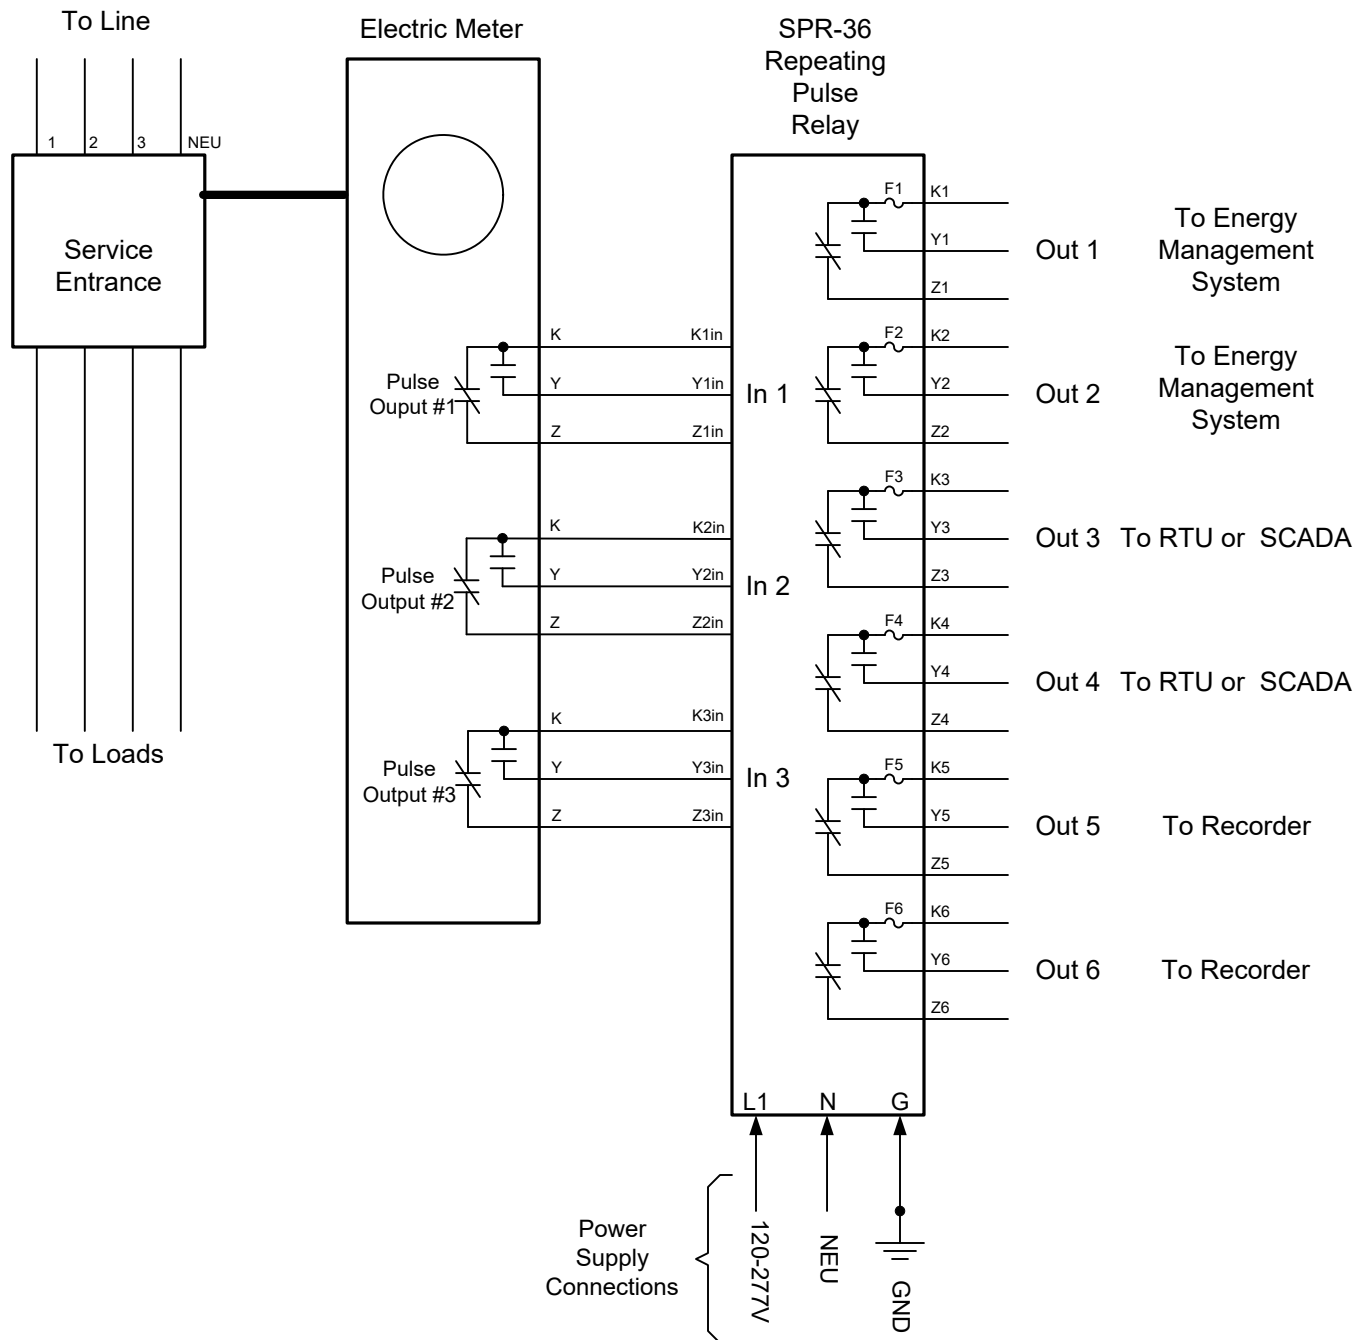 To Line
1
2
3
NEU
Service
Entrance
To Loads
Electric Meter
Pulse
Ouput #1
K
Y
Z
Pulse
Output #2
K
Y
Z
Pulse
Output #3
K
Y
Z
SPR-36
Repeating
Pulse
Relay
K1in
Y1in
Z1in
In 1
K2in
Y2in
Z2in
In 2
K3in
Y3in
Z3in
In 3
F1
K1
Y1
Z1
Out 1
To Energy
Management
System
F2
K2
Y2
Z2
Out 2
To Energy
Management
System
F3
K3
Y3
Z3
Out 3
To RTU or SCADA
F4
K4
Y4
Z4
Out 4
To RTU or SCADA
F5
K5
Y5
Z5
Out 5
To Recorder
F6
K6
Y6
Z6
Out 6
To Recorder
L1
N
G
Power
Supply
Connections
120-277V
NEU
GND